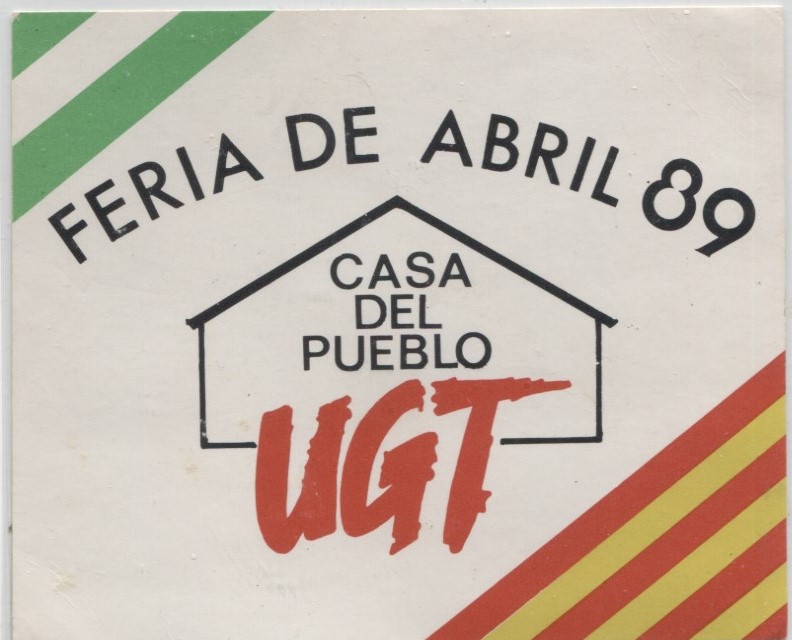 FERIA DE ABRIL 89
CASA
DEL
PUEBLO
UGT